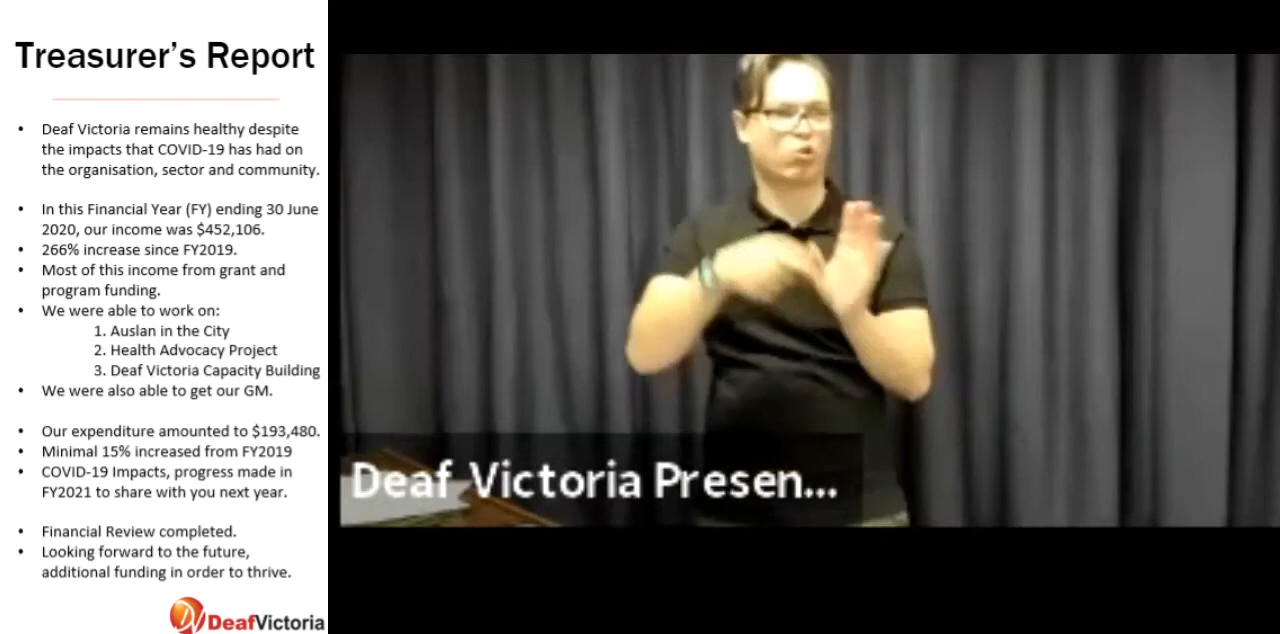 Treasurer's Report
• Deaf Victoria remains healthy despite
the impacts that COVID-19 has had on
the organisation, sector and community.
• In this Financial Year (FY) ending 30 June
2020, our income was $452,106.
• 266% increase since FY2019.
• Most of this income from grant and
program funding.
• We were able to work on:
1. Auslan in the City
2. Health Advocacy Project
3. Deaf Victoria Capacity Building
• We were also able to get our GM.
• Our expenditure amounted to $193,480.
• Minimal 15% increased from FY2019
• COVID-19 Impacts, progress made in
FY2021 to share with you next year.
• Financial Review completed.
• Looking forward to the future,
additional funding in order to thrive.
DeafVictoria
Deaf Victoria Presen...